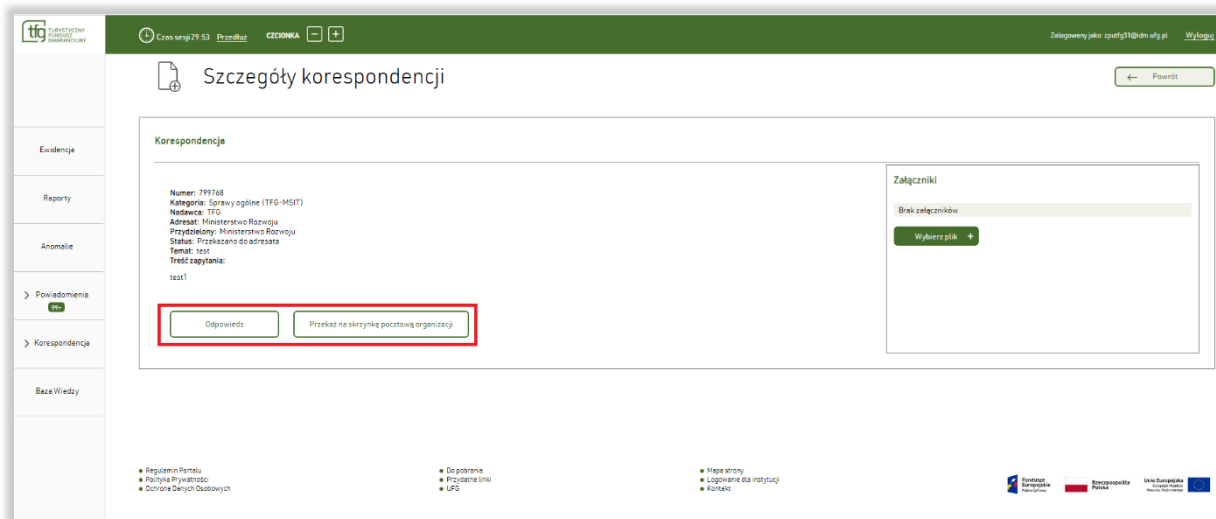 tfg TURYSTYCZNY
FUNDUSZ
GWARANCYJNY
Czas sesji 29:53 Przedłuż CZCIONKA − +
Zalogowany jako: zputfg31@idm.ufg.pl Wyloguj
Szczegóły korespondencji
← Powrót
Ewidencja
Raporty
Anomalie
> Powiadomienia
99+
> Korespondencja
Baza Wiedzy
Korespondencja
Numer: 799768
Kategoria: Sprawy ogólne (TFG-MSIT)
Nadawca: TFG
Adresat: Ministerstwo Rozwoju
Przydzielony: Ministerstwo Rozwoju
Status: Przekazano do adresata
Temat: test
Treść zapytania:
test1
Odpowiedz
Przekaż na skrzynkę pocztową organizacji
Załączniki
Brak załączników
Wybierz plik +
Regulamin Portalu
Polityka Prywatności
Ochrona Danych Osobowych
Do pobrania
Przydatne linki
UFG
Mapa strony
Logowanie dla instytucji
Kontakt
Fundusze
Europejskie
Polska Cyfrowa
Rzeczpospolita
Polska
Unia Europejska